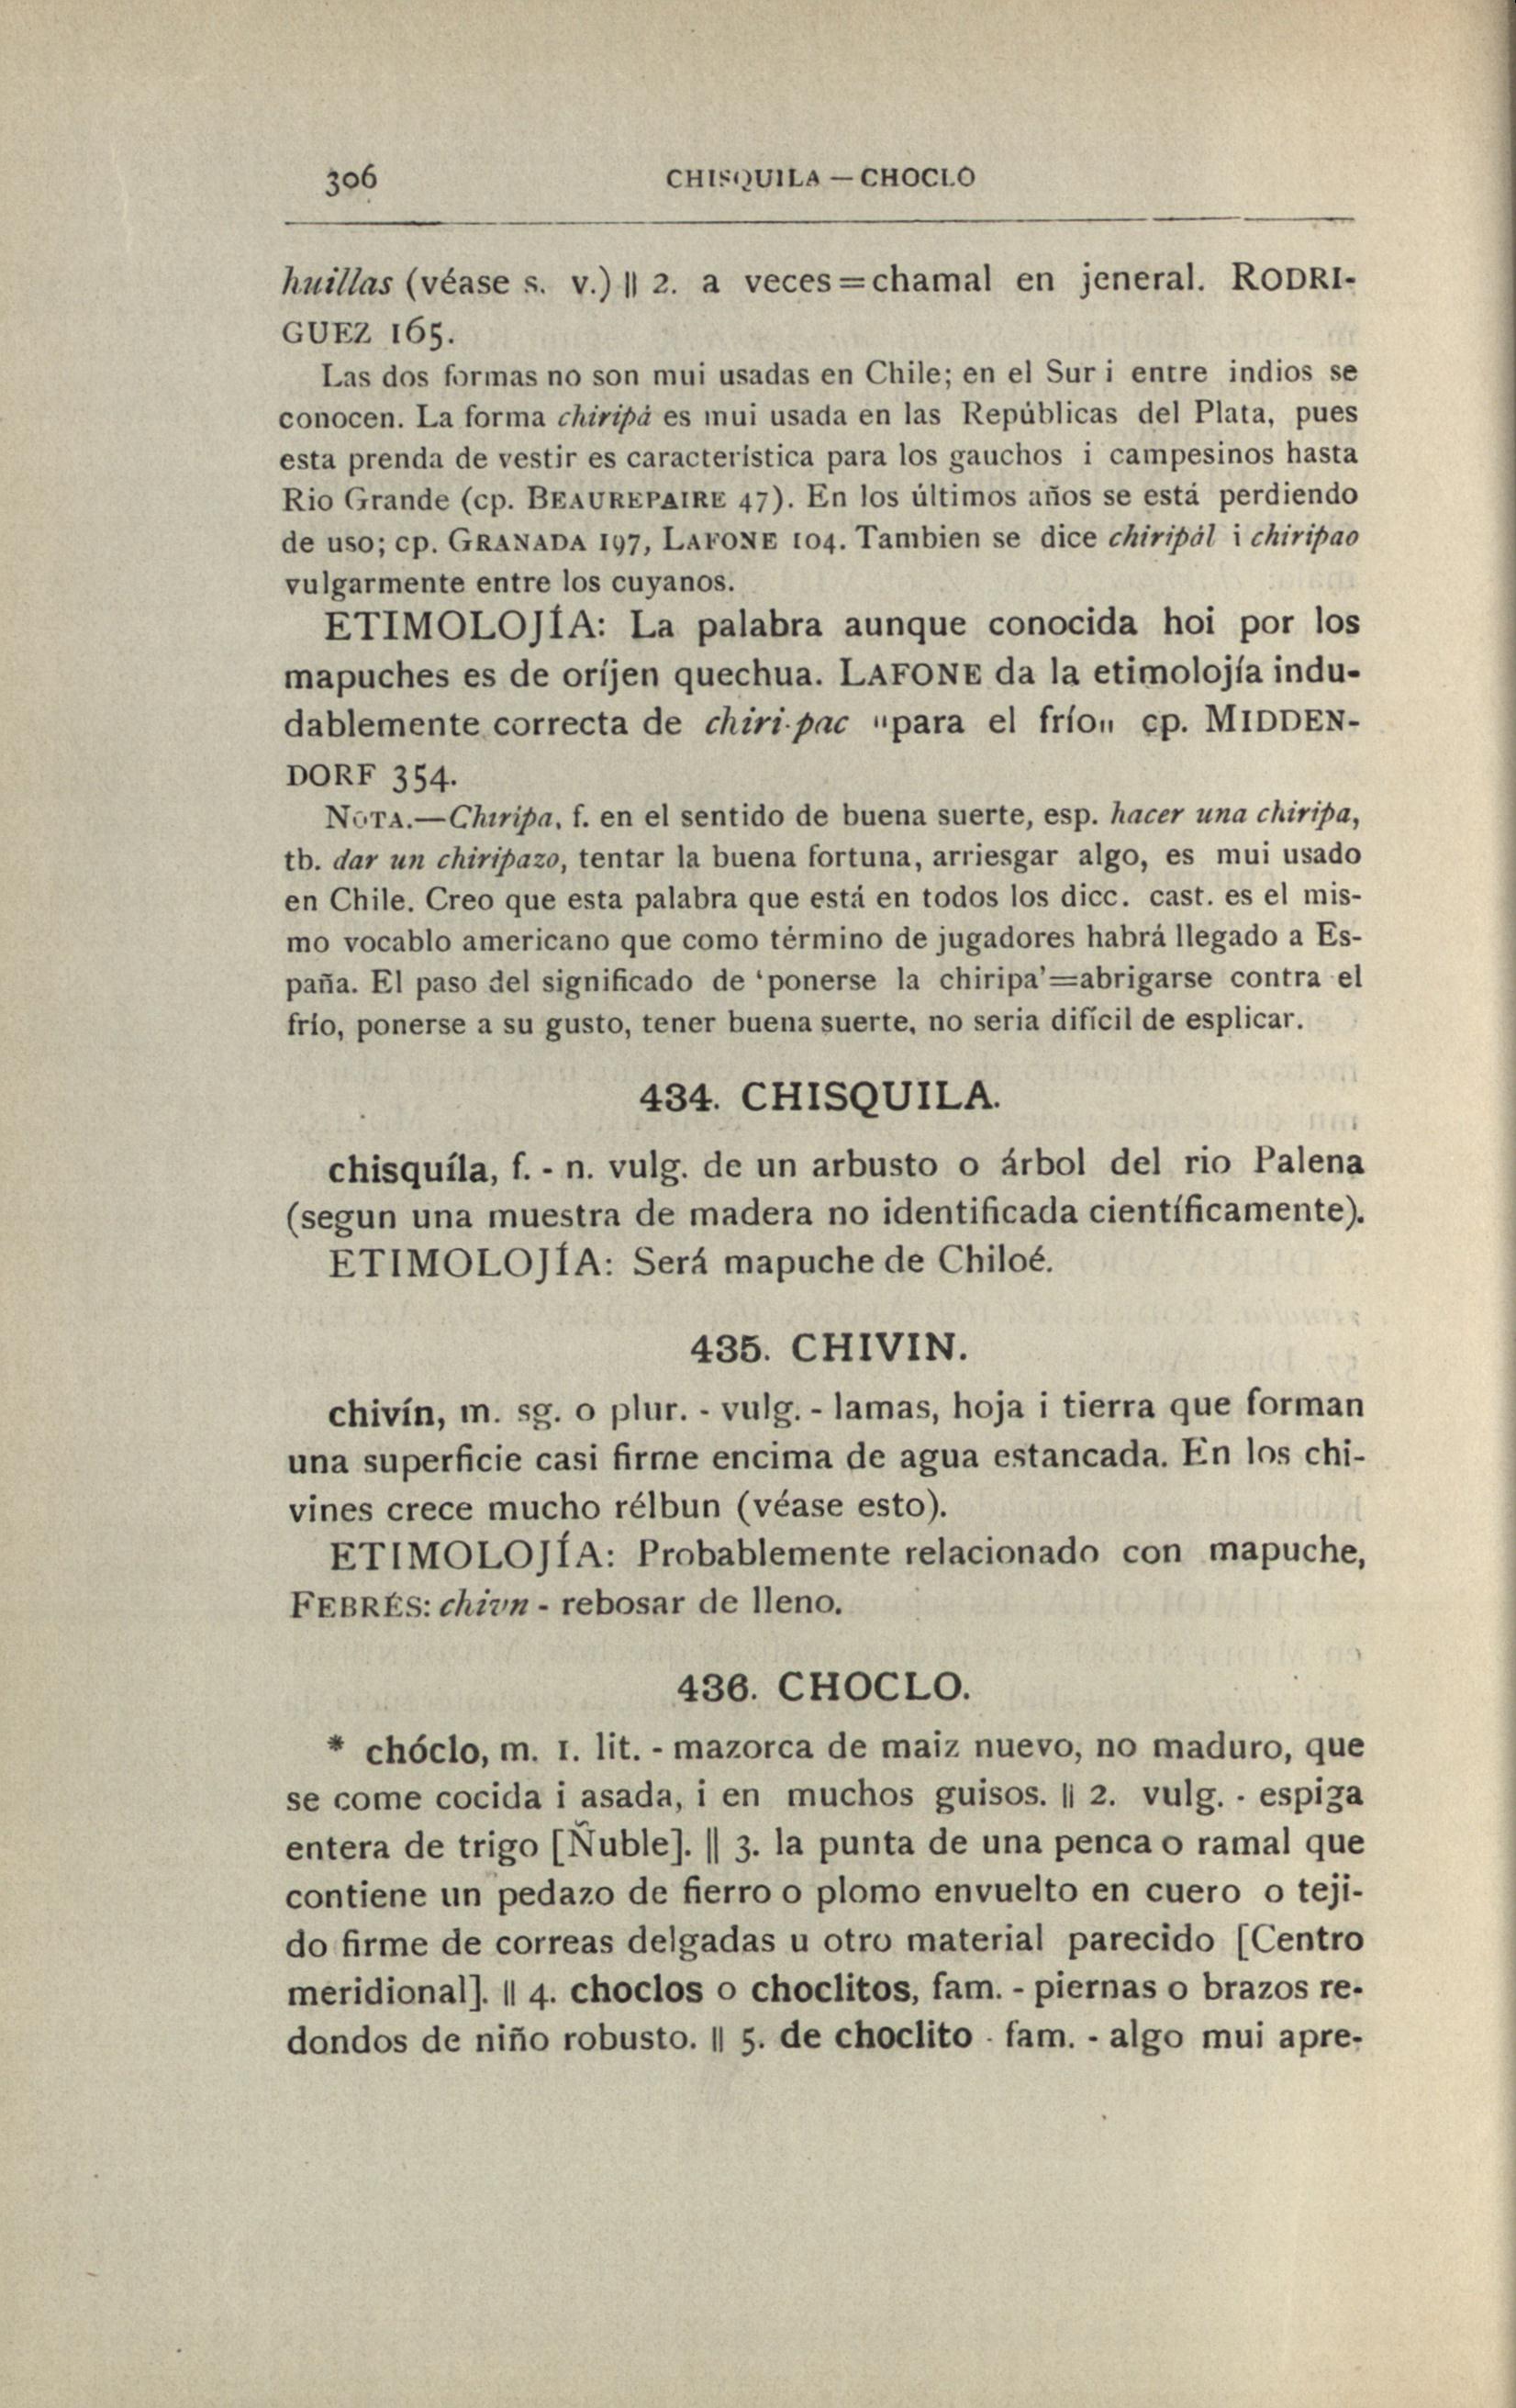 306 CHISQUILA — CHOCLO
huillas (véase s. v.) || 2. a veces = chamal en jeneral. RODRI-
GUEZ 165.
Las dos formas no son mui usadas en Chile; en el Sur i entre indios se
conocen. La forma chiripá es mui usada en las Repúblicas del Plata, pues
esta prenda de vestir es característica para los gauchos i campesinos hasta
Rio Grande (cp. BEAUREPAIRE 47). En los últimos años se está perdiendo
de uso; cp. GRANADA 197, LAFONE 104. Tambien se dice chiripál i chiripao
vulgarmente entre los cuyanos.
ETIMOLOJÍA: La palabra aunque conocida hoi por los
mapuches es de oríjen quechua. LAFONE da la etimolojía indu-
dablemente correcta de chiri-pac "para el frío" cp. MIDDEN-
DORF 354.
NOTA.—Chiripa, f. en el sentido de buena suerte, esp. hacer una chiripa,
tb. dar un chiripazo, tentar la buena fortuna, arriesgar algo, es mui usado
en Chile. Creo que esta palabra que está en todos los dicc. cast. es el mis-
mo vocablo americano que como término de jugadores habrá llegado a Es-
paña. El paso del significado de 'ponerse la chiripa'=abrigarse contra el
frío, ponerse a su gusto, tener buena suerte, no seria difícil de esplicar.
434. CHISQUILA.
chisquíla, f. - n. vulg. de un arbusto o árbol del rio Palena
(segun una muestra de madera no identificada científicamente).
ETIMOLOJÍA: Será mapuche de Chiloé.
435. CHIVIN.
chivín, m. sg. o plur. - vulg. - lamas, hoja i tierra que forman
una superficie casi firme encima de agua estancada. En los chi-
vines crece mucho rélbun (véase esto).
ETIMOLOJÍA: Probablemente relacionado con mapuche,
FEBRÉS: chivn - rebosar de lleno.
436. CHOCLO.
* chóclo, m. 1. lit. - mazorca de maiz nuevo, no maduro, que
se come cocida i asada, i en muchos guisos. || 2. vulg. - espiga
entera de trigo [Ñuble]. || 3. la punta de una penca o ramal que
contiene un pedazo de fierro o plomo envuelto en cuero o teji-
do firme de correas delgadas u otro material parecido [Centro
meridional]. || 4. choclos o choclitos, fam. - piernas o brazos re-
dondos de niño robusto. || 5. de choclito - fam. - algo mui apre-